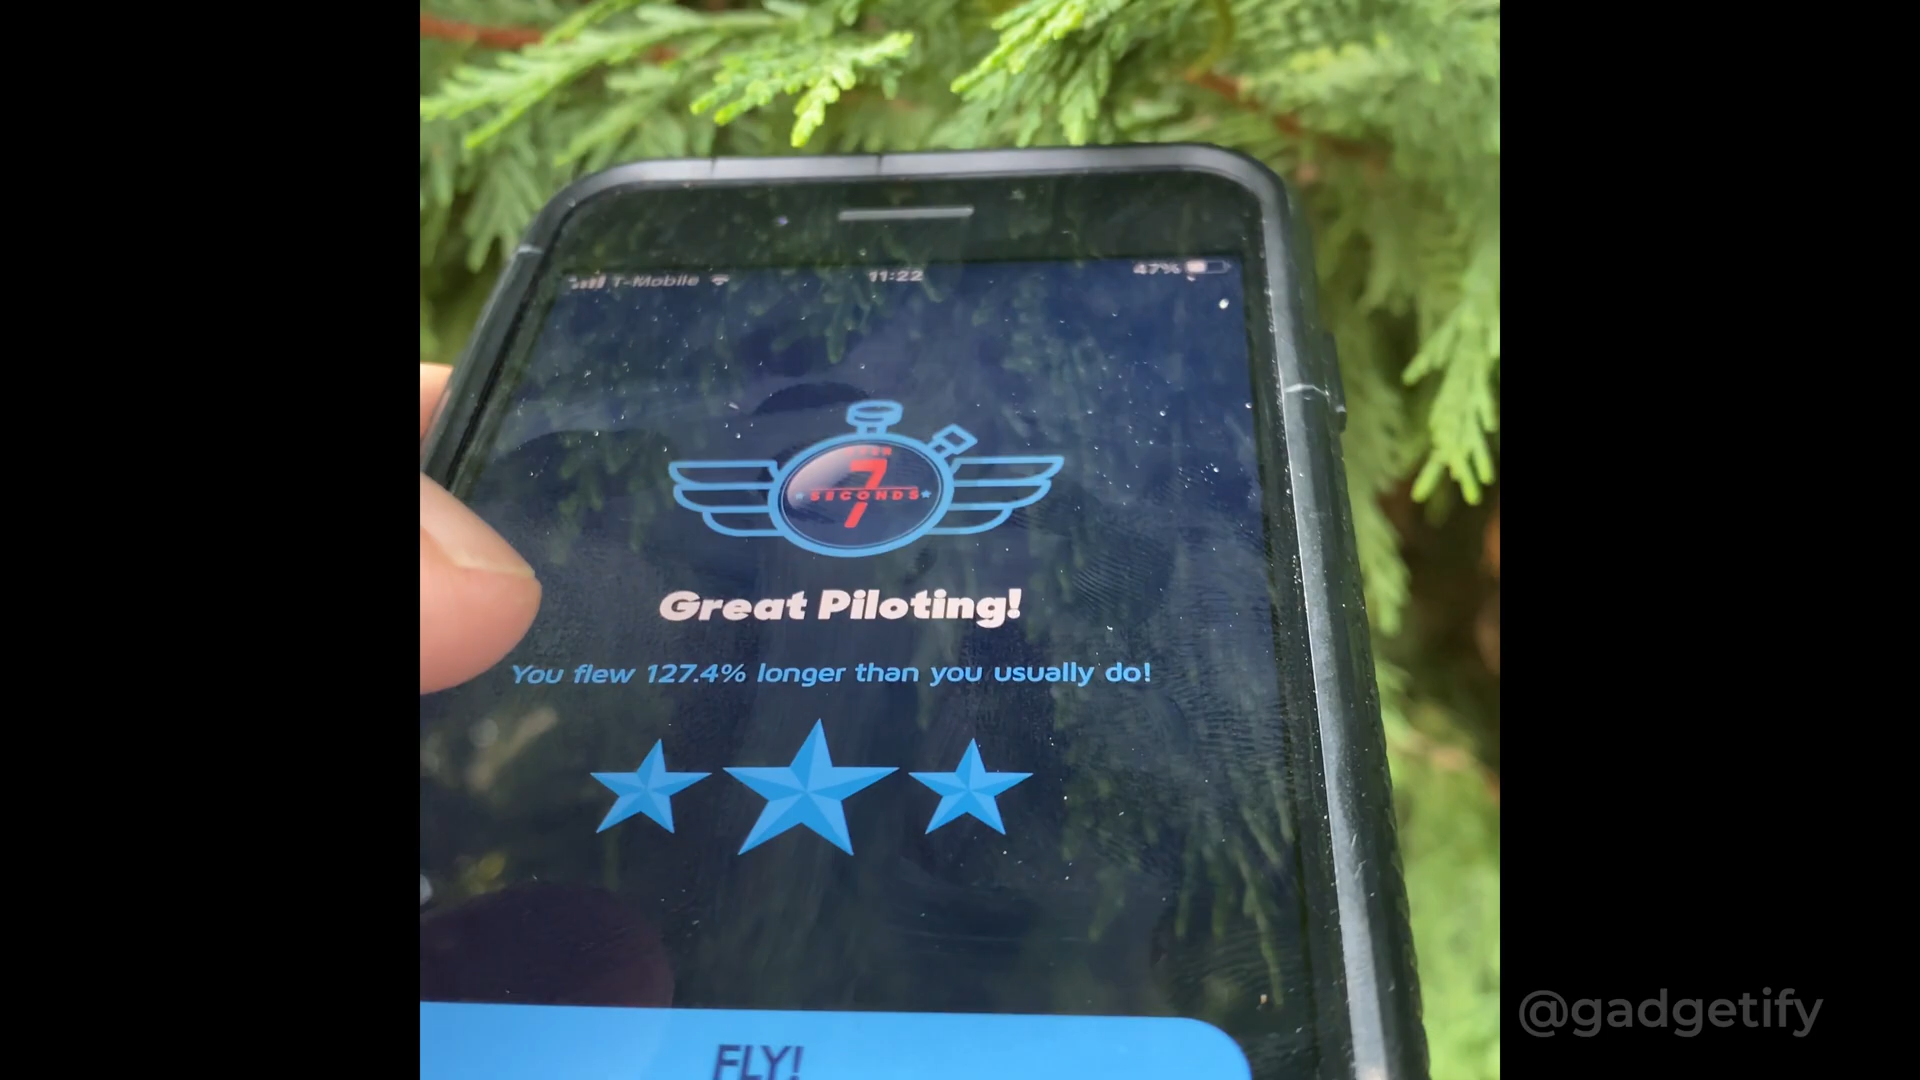 T-Mobile 11:22 47%
OVER
7
SECONDS
Great Piloting!
You flew 127.4% longer than you usually do!
FLY!
@gadgetify